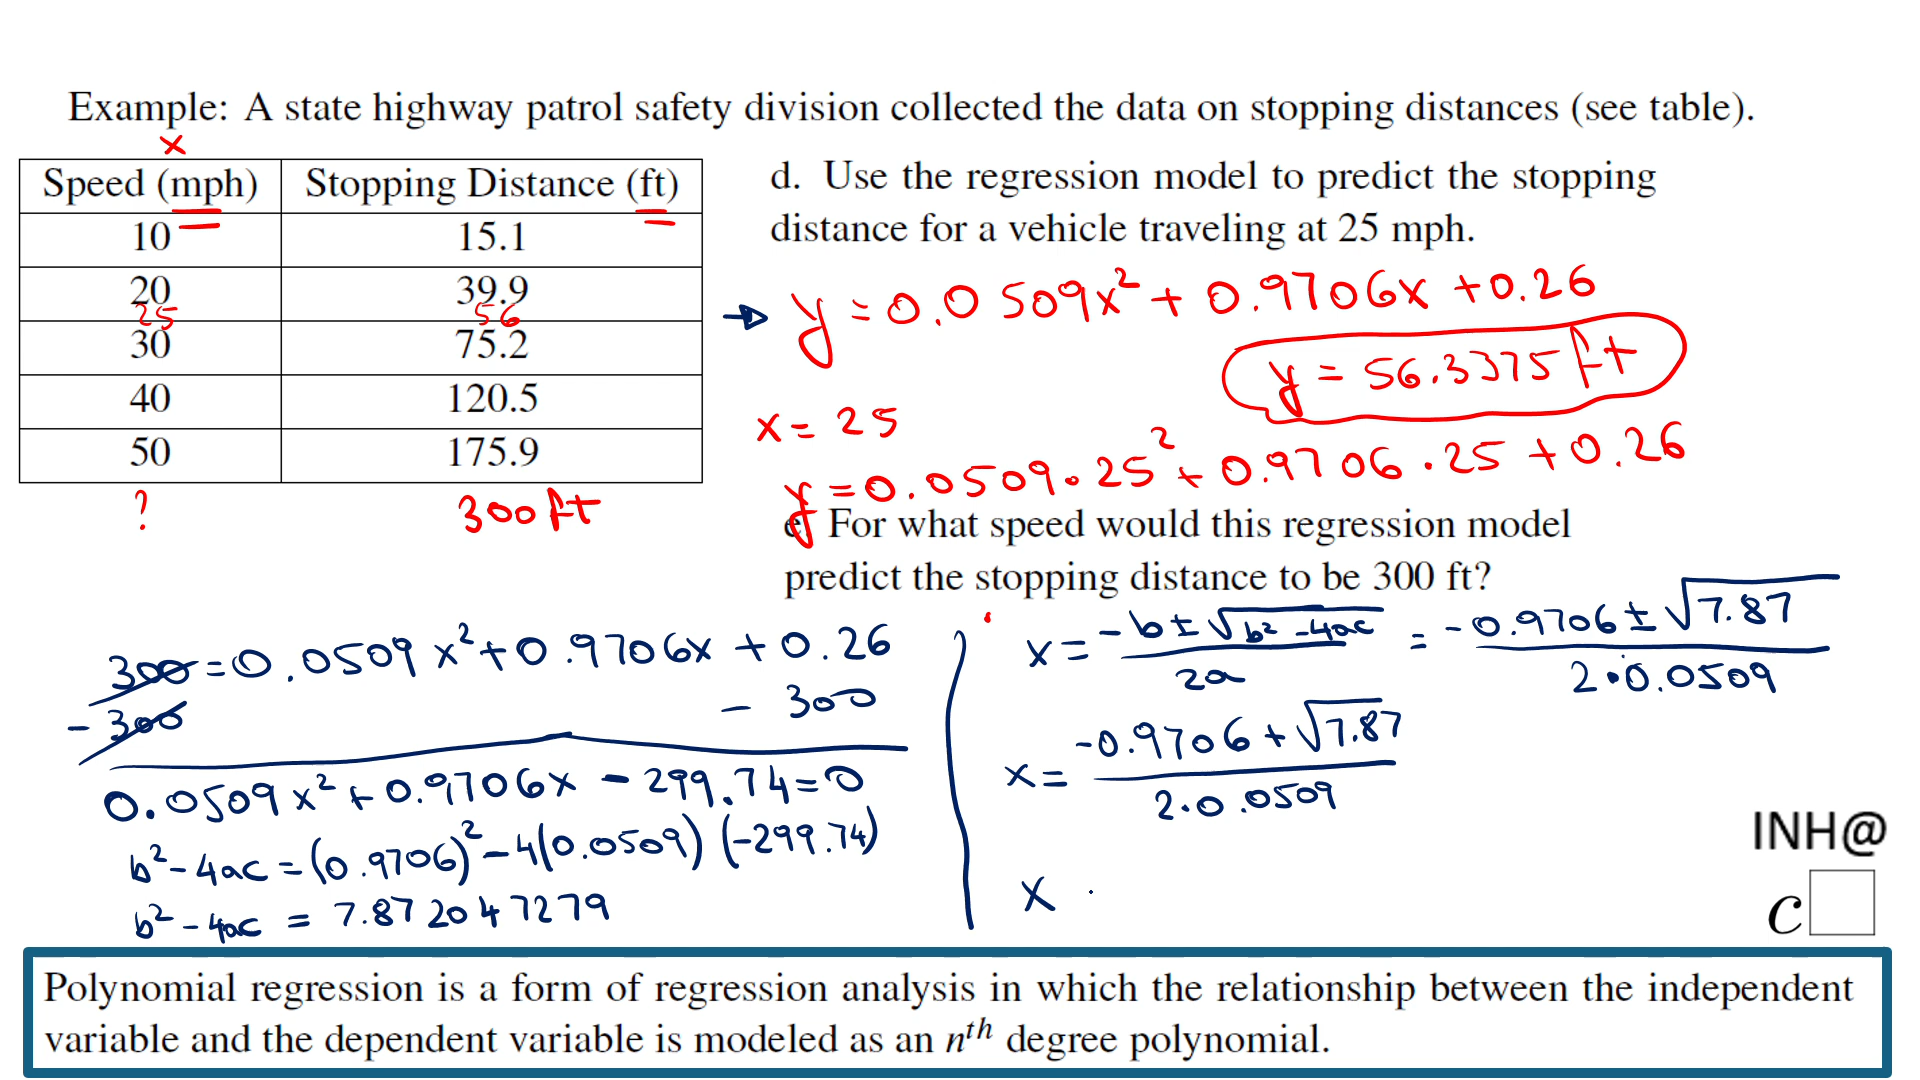 Example: A state highway patrol safety division collected the data on stopping distances (see table).
x
Speed (mph) Stopping Distance (ft)
10 15.1
20 39.9
25 56
30 75.2
40 120.5
50 175.9
? 300 ft
d. Use the regression model to predict the stopping
distance for a vehicle traveling at 25 mph.
y = 0.0509x² + 0.9706x + 0.26
y = 56.3375 ft
x = 25
y = 0.0509 · 25² + 0.9706 · 25 + 0.26
e. For what speed would this regression model
predict the stopping distance to be 300 ft?
300 = 0.0509x² + 0.9706x + 0.26
- 300 - 300
0.0509x² + 0.9706x - 299.74 = 0
b² - 4ac = (0.9706)² - 4(0.0509)(-299.74)
b² - 4ac = 7.872047279
x = -b ± √b² - 4ac / 2a = -0.9706 ± √7.87 / 2 · 0.0509
x = -0.9706 + √7.87 / 2 · 0.0509
x
INH@
c
Polynomial regression is a form of regression analysis in which the relationship between the independent
variable and the dependent variable is modeled as an nth degree polynomial.